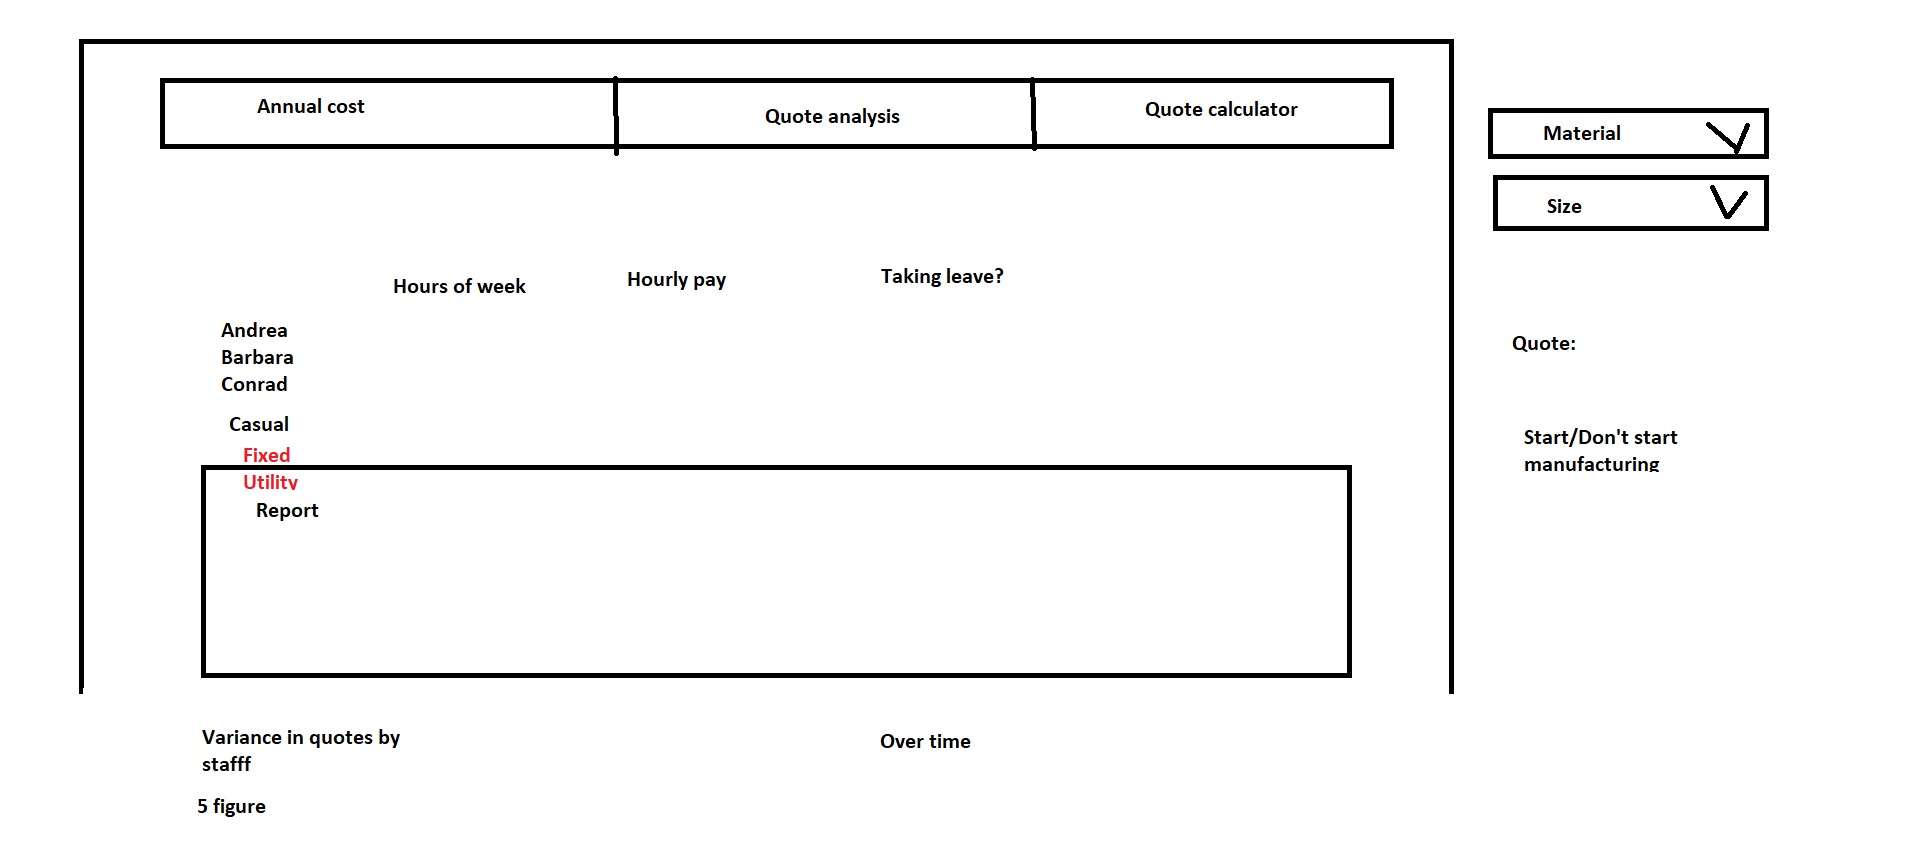 Annual cost
Quote analysis
Quote calculator
Material
Size
Hours of week
Hourly pay
Taking leave?
Andrea
Barbara
Conrad
Casual
Fixed
Utility
Report
Quote:
Start/Don't start
manufacturing
Variance in quotes by
stafff
Over time
5 figure